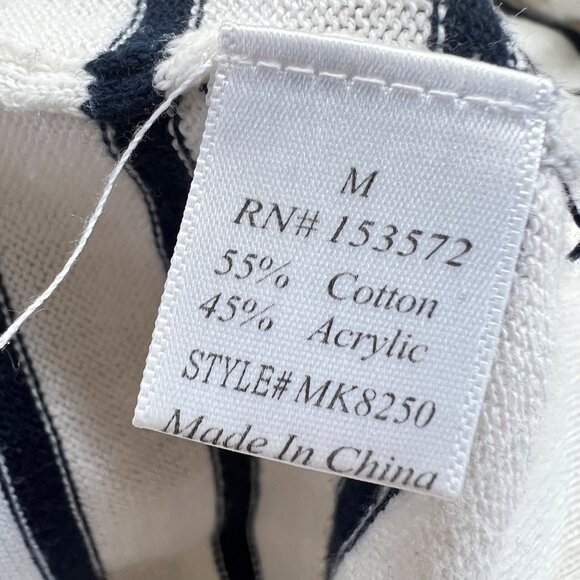 M
RN# 153572
55% Cotton
45% Acrylic
STYLE# MK8250
Made In China